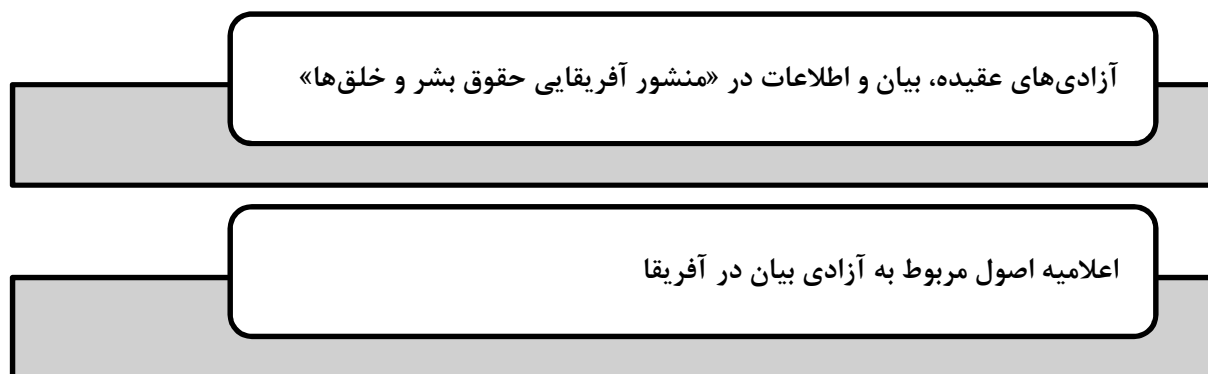 آزادی‌های عقیده، بیان و اطلاعات در «منشور آفریقایی حقوق بشر و خلق‌ها»
اعلامیه اصول مربوط به آزادی بیان در آفریقا